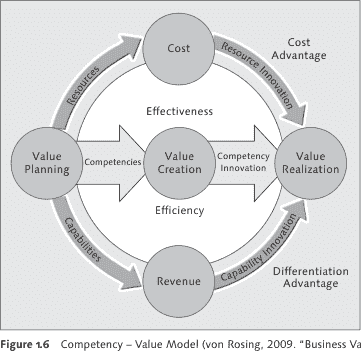 Cost
Cost
Advantage
Resources
Resource Innovation
Effectiveness
Value
Planning
Competencies
Value
Creation
Competency
Innovation
Value
Realization
Efficiency
Capabilities
Capability Innovation
Revenue
Differentiation
Advantage
Figure 1.6 Competency – Value Model (von Rosing, 2009. “Business Va